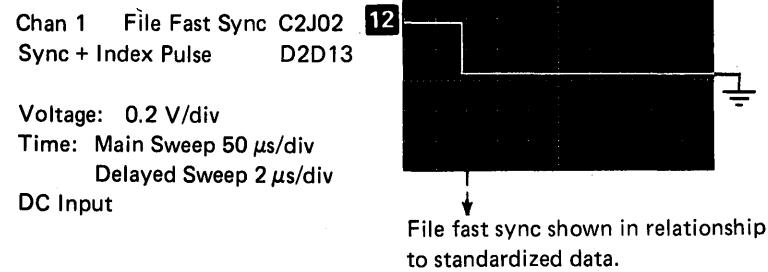 Chan 1 File Fast Sync C2J02 12
Sync + Index Pulse D2D13
Voltage: 0.2 V/div
Time: Main Sweep 50 μs/div
Delayed Sweep 2 μs/div
DC Input
File fast sync shown in relationship
to standardized data.